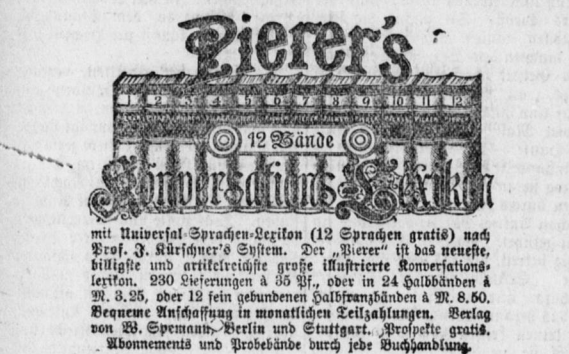 Pierer's
1 2 3 4 5 6 7 8 9 10 11 12
12 Bände
Konversations-Lexikon
mit Universal-Sprachen-Lexikon (12 Sprachen gratis) nach
Prof. J. Kürschner's System. Der „Pierer" ist das neueste,
billigste und artikelreichste große illustrierte Konversations-
lexikon. 230 Lieferungen à 35 Pf., oder in 24 Halbbänden à
M. 3.25, oder 12 fein gebundenen Halbfranzbänden à M. 8.50.
Bequeme Anschaffung in monatlichen Teilzahlungen. Verlag
von W. Spemann, Berlin und Stuttgart. Prospekte gratis.
Abonnements und Probebände durch jede Buchhandlung.